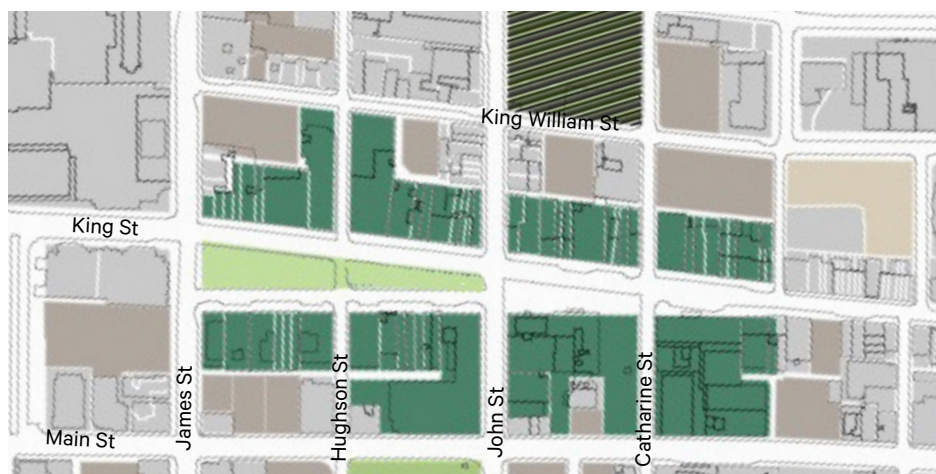 King William St
King St
James St
Hughson St
John St
Catharine St
Main St